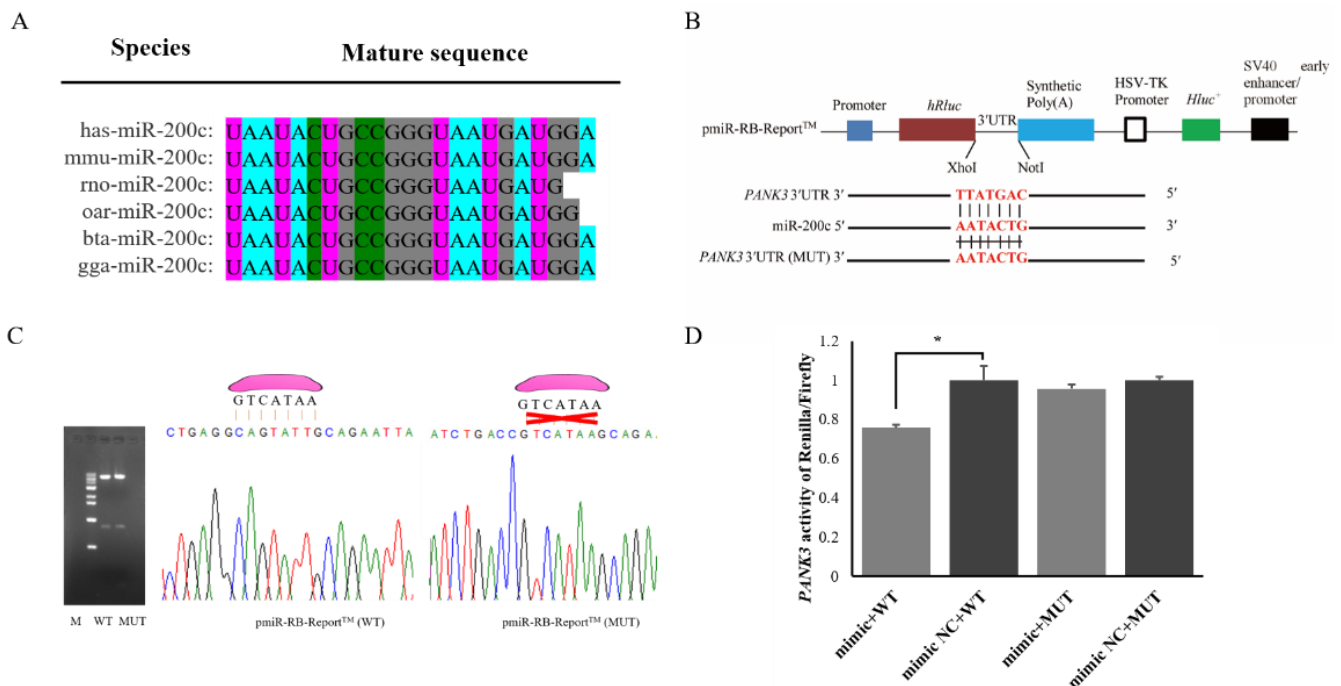 A
Species Mature sequence
has-miR-200c: UAAUACUGCCGGGUAAUGAUGGA
mmu-miR-200c: UAAUACUGCCGGGUAAUGAUGGA
rno-miR-200c: UAAUACUGCCGGGUAAUGAUG
oar-miR-200c: UAAUACUGCCGGGUAAUGAUGG
bta-miR-200c: UAAUACUGCCGGGUAAUGAUGGA
gga-miR-200c: UAAUACUGCCGGGUAAUGAUGGA
B
Promoter
hRluc
3'UTR
Synthetic
Poly(A)
HSV-TK
Promoter
Hluc⁺
SV40 early
enhancer/
promoter
pmiR-RB-Report™
XhoI NotI
PANK3 3'UTR 3' TTATGAC 5'
miR-200c 5' AATACTG 3'
PANK3 3'UTR (MUT) 3' AATACTG 5'
C
M WT MUT
GTCATAA
CTGAGGCAGTATTGCAGAATTA
pmiR-RB-Report™ (WT)
GTCATAA
ATCTGACCGTCATAAGCAGA
pmiR-RB-Report™ (MUT)
D
PANK3 activity of Renilla/Firefly
1.2
1
0.8
0.6
0.4
0.2
0
*
mimic+WT
mimic NC+WT
mimic+MUT
mimic NC+MUT